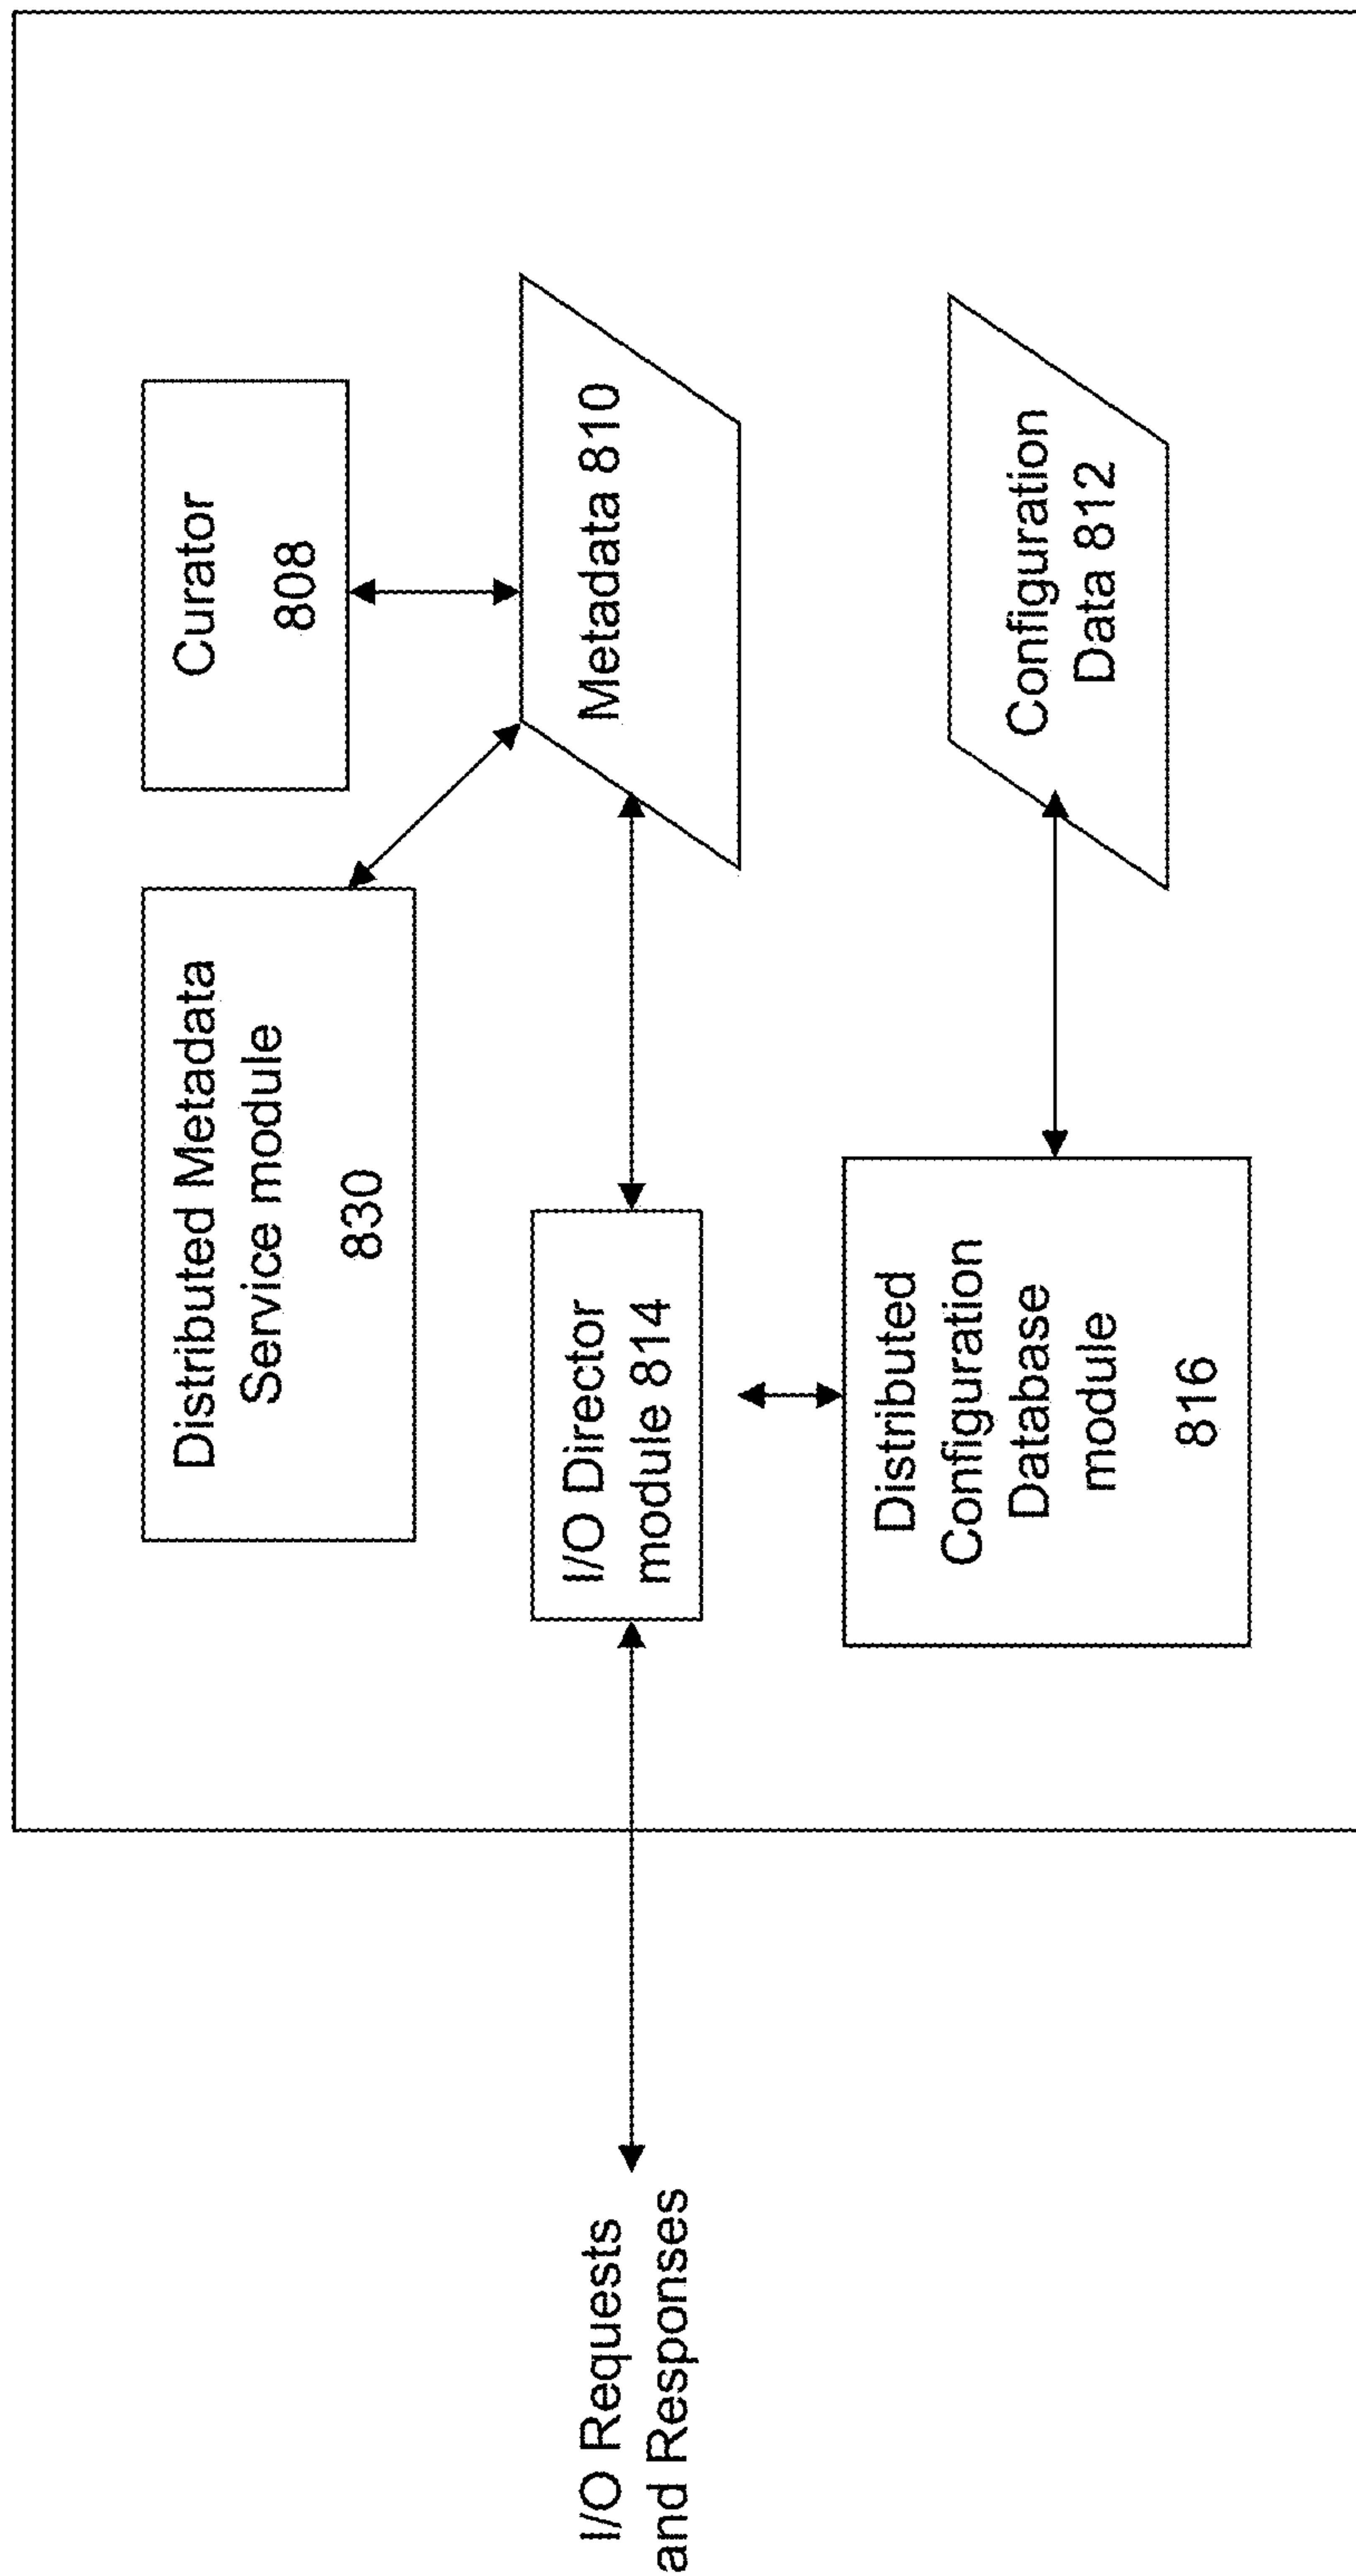 Distributed Metadata
Service module
830
Curator
808
I/O Requests
and Responses
I/O Director
module 814
Metadata 810
Distributed
Configuration
Database
module
816
Configuration
Data 812